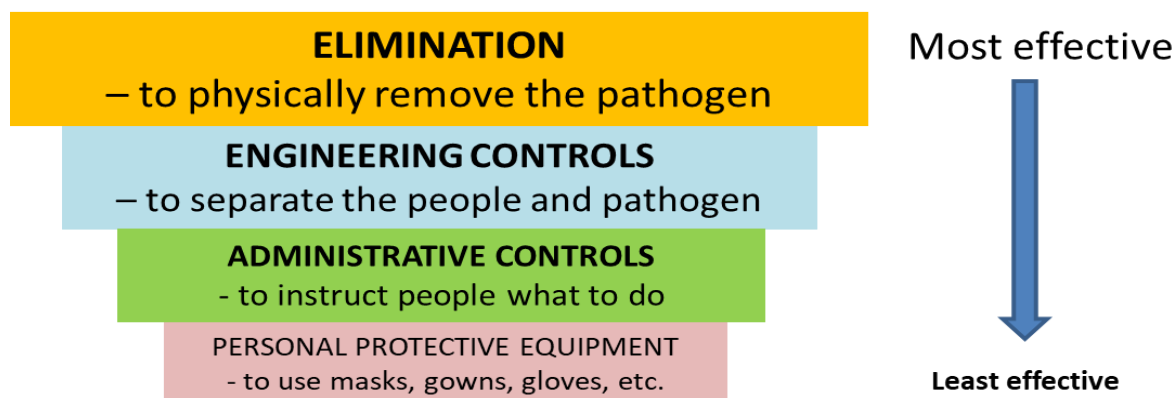 ELIMINATION
– to physically remove the pathogen
Most effective
ENGINEERING CONTROLS
– to separate the people and pathogen
ADMINISTRATIVE CONTROLS
- to instruct people what to do
PERSONAL PROTECTIVE EQUIPMENT
- to use masks, gowns, gloves, etc.
Least effective